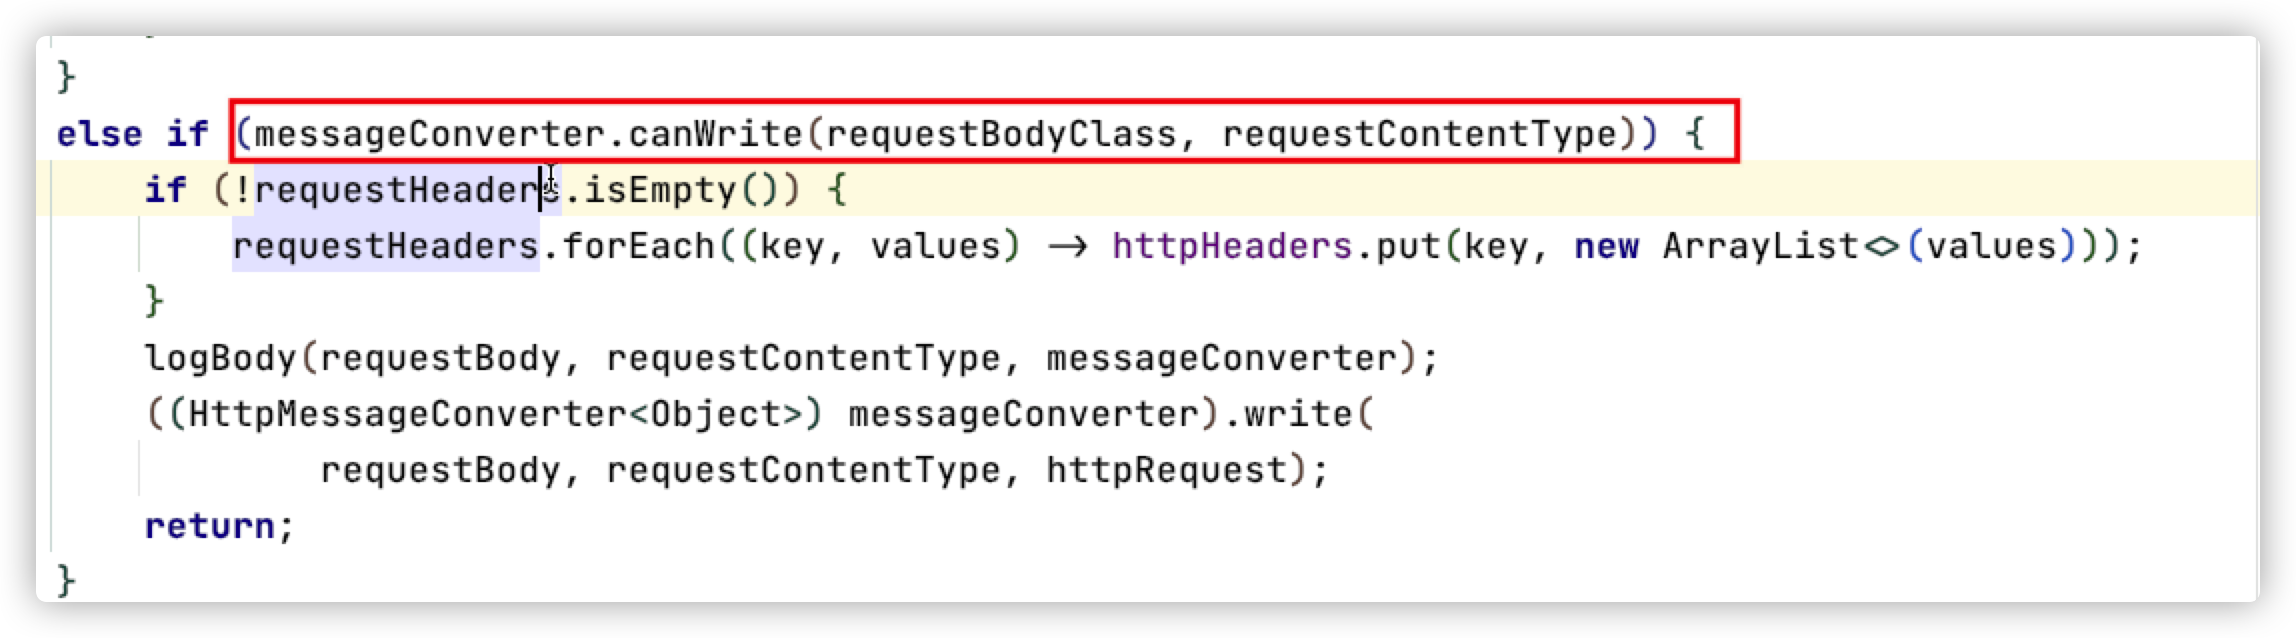 }
else if (messageConverter.canWrite(requestBodyClass, requestContentType)) {
if (!requestHeaders.isEmpty()) {
requestHeaders.forEach((key, values) -> httpHeaders.put(key, new ArrayList<>(values)));
}
logBody(requestBody, requestContentType, messageConverter);
((HttpMessageConverter<Object>) messageConverter).write(
requestBody, requestContentType, httpRequest);
return;
}